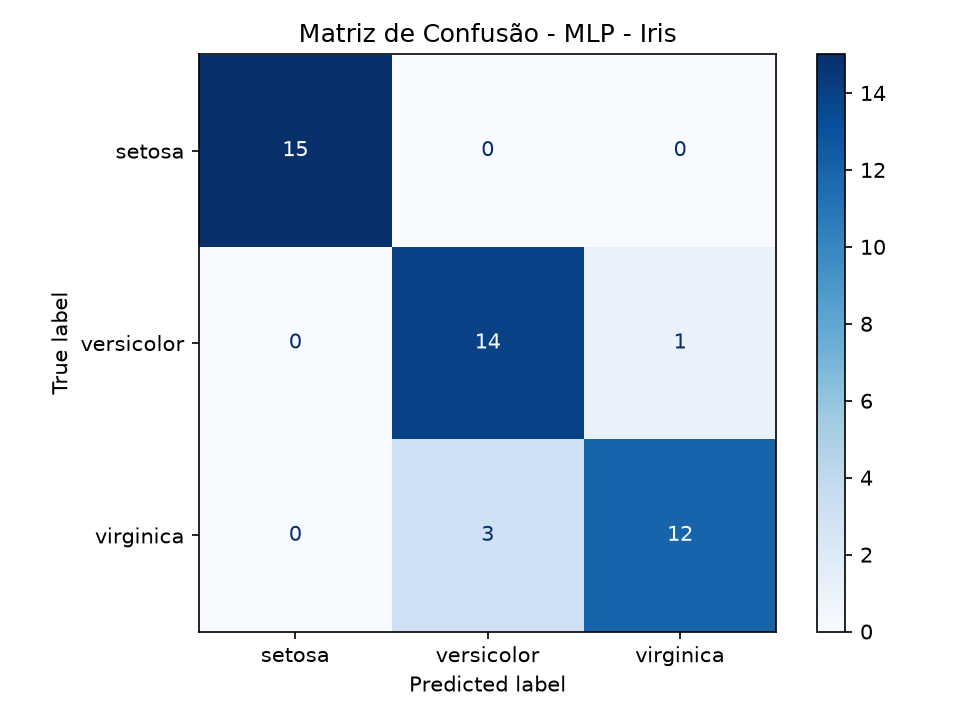 Matriz de Confusão - MLP - Iris
setosa 15 0 0
versicolor 0 14 1
virginica 0 3 12
setosa versicolor virginica
Predicted label
True label
14
12
10
8
6
4
2
0